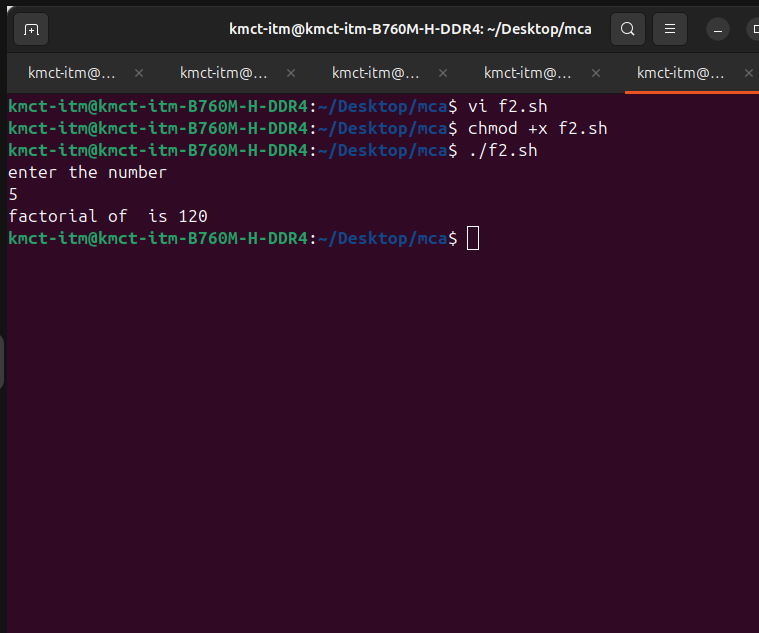 kmct-itm@kmct-itm-B760M-H-DDR4: ~/Desktop/mca
kmct-itm@... kmct-itm@... kmct-itm@... kmct-itm@... kmct-itm@...
kmct-itm@kmct-itm-B760M-H-DDR4:~/Desktop/mca$ vi f2.sh
kmct-itm@kmct-itm-B760M-H-DDR4:~/Desktop/mca$ chmod +x f2.sh
kmct-itm@kmct-itm-B760M-H-DDR4:~/Desktop/mca$ ./f2.sh
enter the number
5
factorial of  is 120
kmct-itm@kmct-itm-B760M-H-DDR4:~/Desktop/mca$